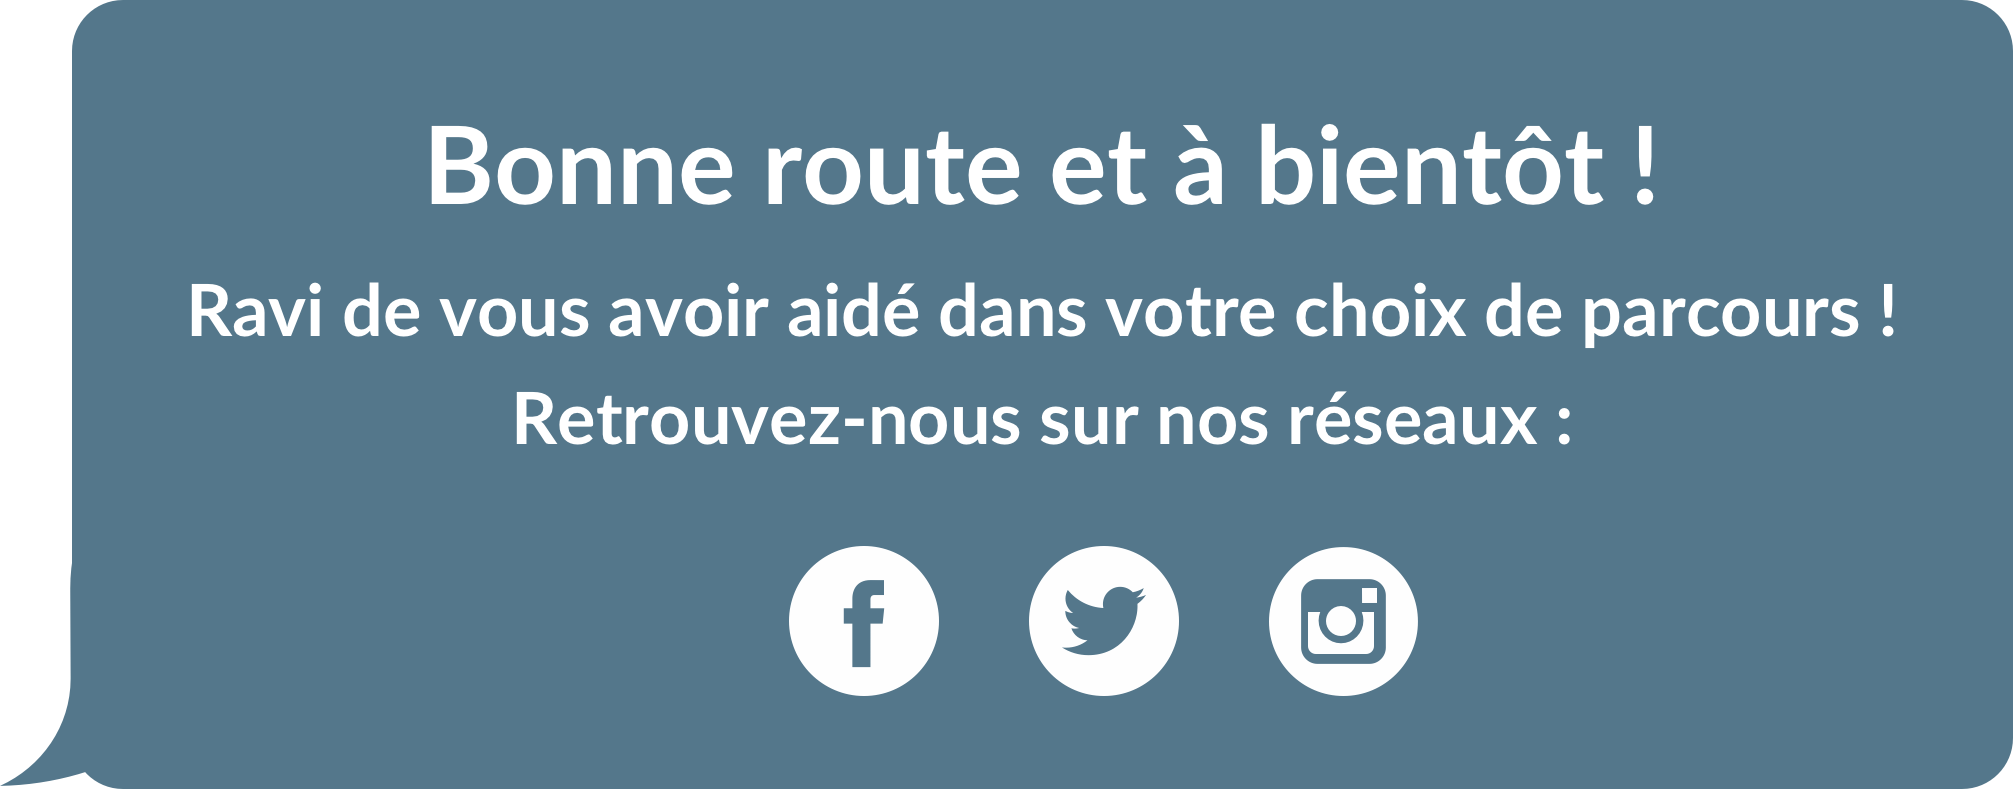 Bonne route et à bientôt !
Ravi de vous avoir aidé dans votre choix de parcours !
Retrouvez-nous sur nos réseaux :